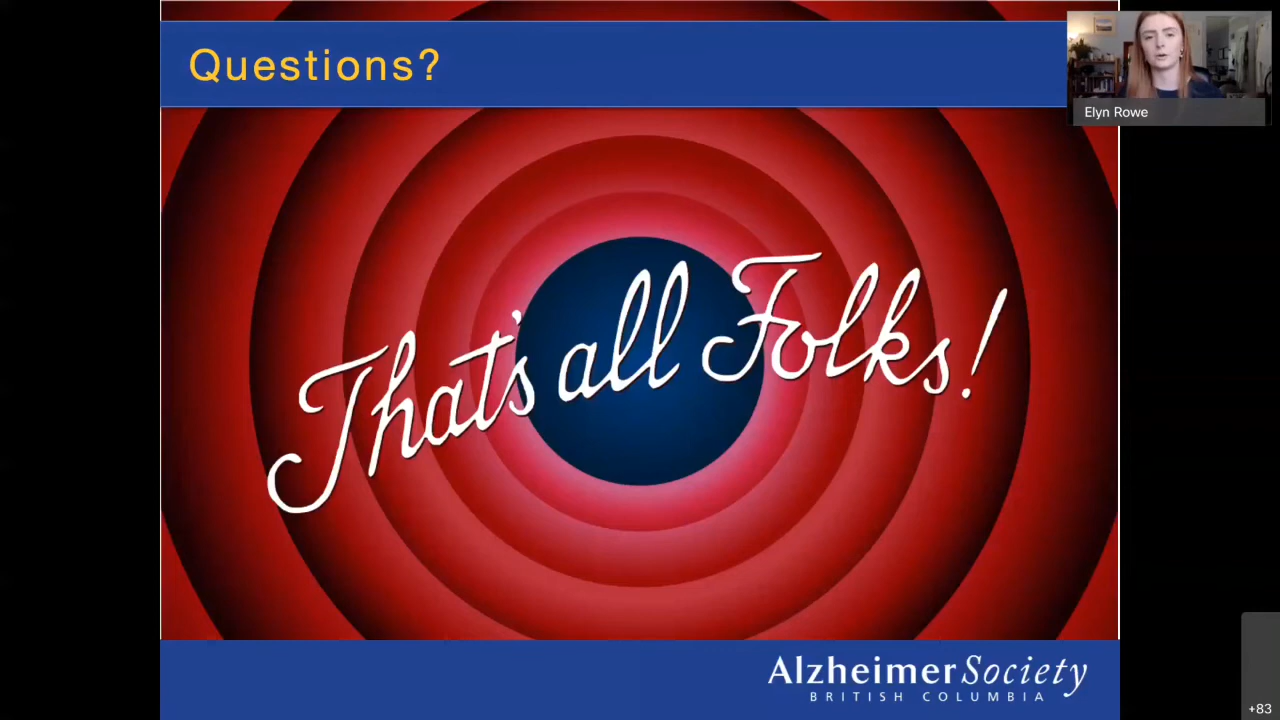 Questions?
Elyn Rowe
That's all Folks!
Alzheimer Society
BRITISH COLUMBIA
+83